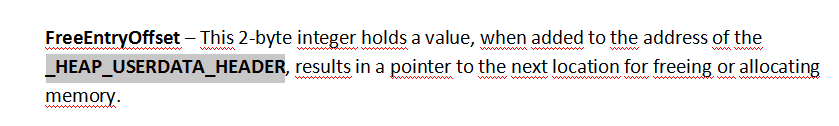 FreeEntryOffset – This 2-byte integer holds a value, when added to the address of the
_HEAP_USERDATA_HEADER, results in a pointer to the next location for freeing or allocating
memory.